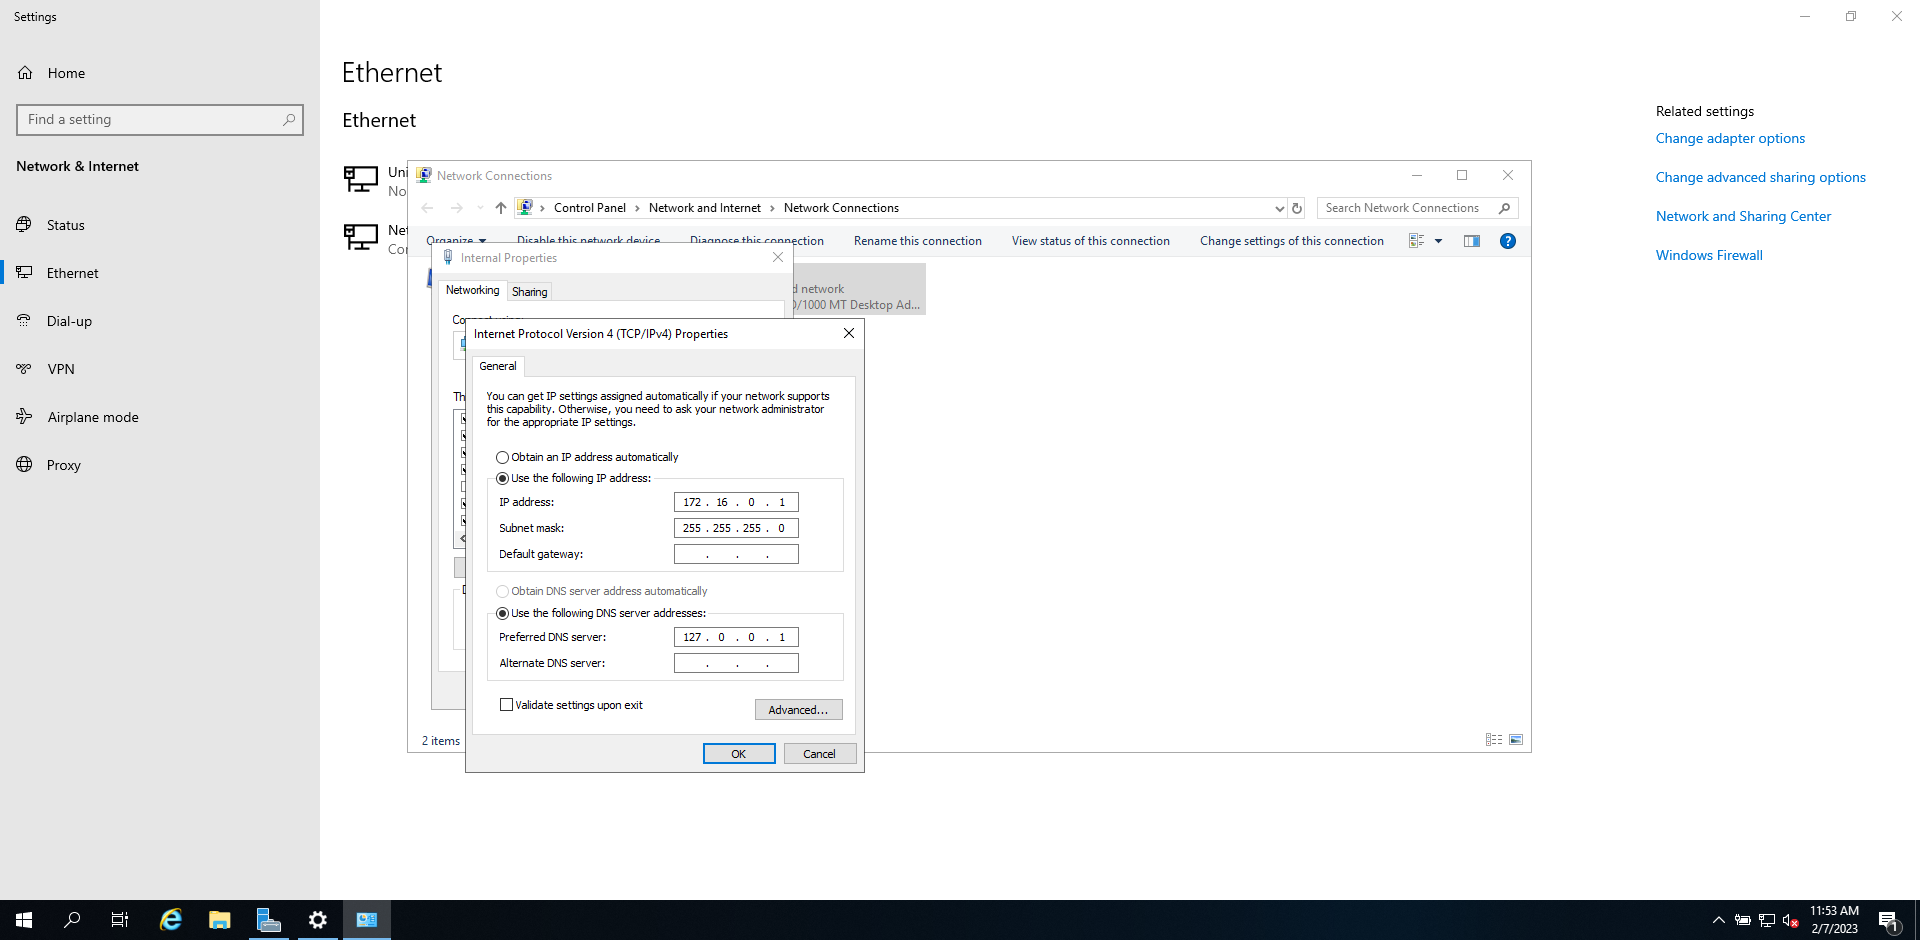 Settings
Home
Find a setting
Network & Internet
Status
Ethernet
Dial-up
VPN
Airplane mode
Proxy
Ethernet
Ethernet
Related settings
Change adapter options
Change advanced sharing options
Network and Sharing Center
Windows Firewall
Network Connections
Control Panel > Network and Internet > Network Connections
Search Network Connections
Organize
Disable this network device
Diagnose this connection
Rename this connection
View status of this connection
Change settings of this connection
d network
0/1000 MT Desktop Ad...
2 items
Internal Properties
Networking
Sharing
Connect using:
Internet Protocol Version 4 (TCP/IPv4) Properties
General
You can get IP settings assigned automatically if your network supports
this capability. Otherwise, you need to ask your network administrator
for the appropriate IP settings.
Obtain an IP address automatically
Use the following IP address:
IP address: 172 . 16 . 0 . 1
Subnet mask: 255 . 255 . 255 . 0
Default gateway: . . .
Obtain DNS server address automatically
Use the following DNS server addresses:
Preferred DNS server: 127 . 0 . 0 . 1
Alternate DNS server: . . .
Validate settings upon exit
Advanced...
OK
Cancel
11:53 AM
2/7/2023
1